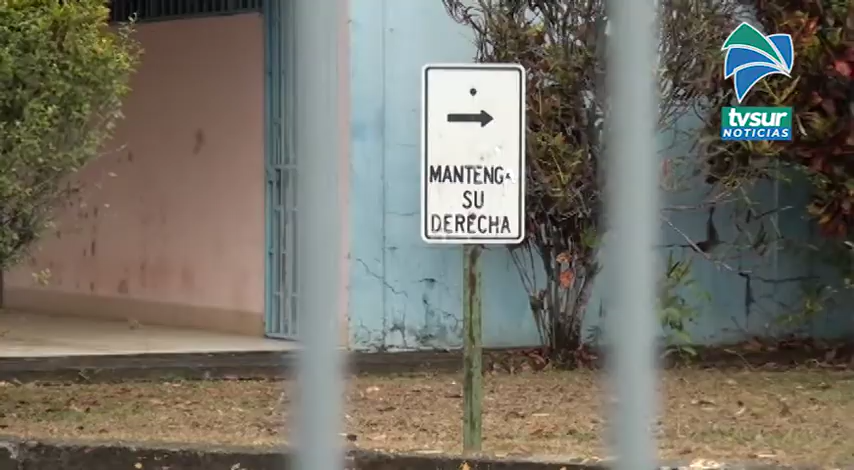 tvsur
NOTICIAS
MANTENGA
SU
DERECHA